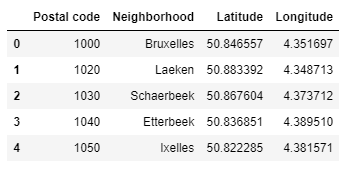 Postal code Neighborhood Latitude Longitude
0 1000 Bruxelles 50.846557 4.351697
1 1020 Laeken 50.883392 4.348713
2 1030 Schaerbeek 50.867604 4.373712
3 1040 Etterbeek 50.836851 4.389510
4 1050 Ixelles 50.822285 4.381571